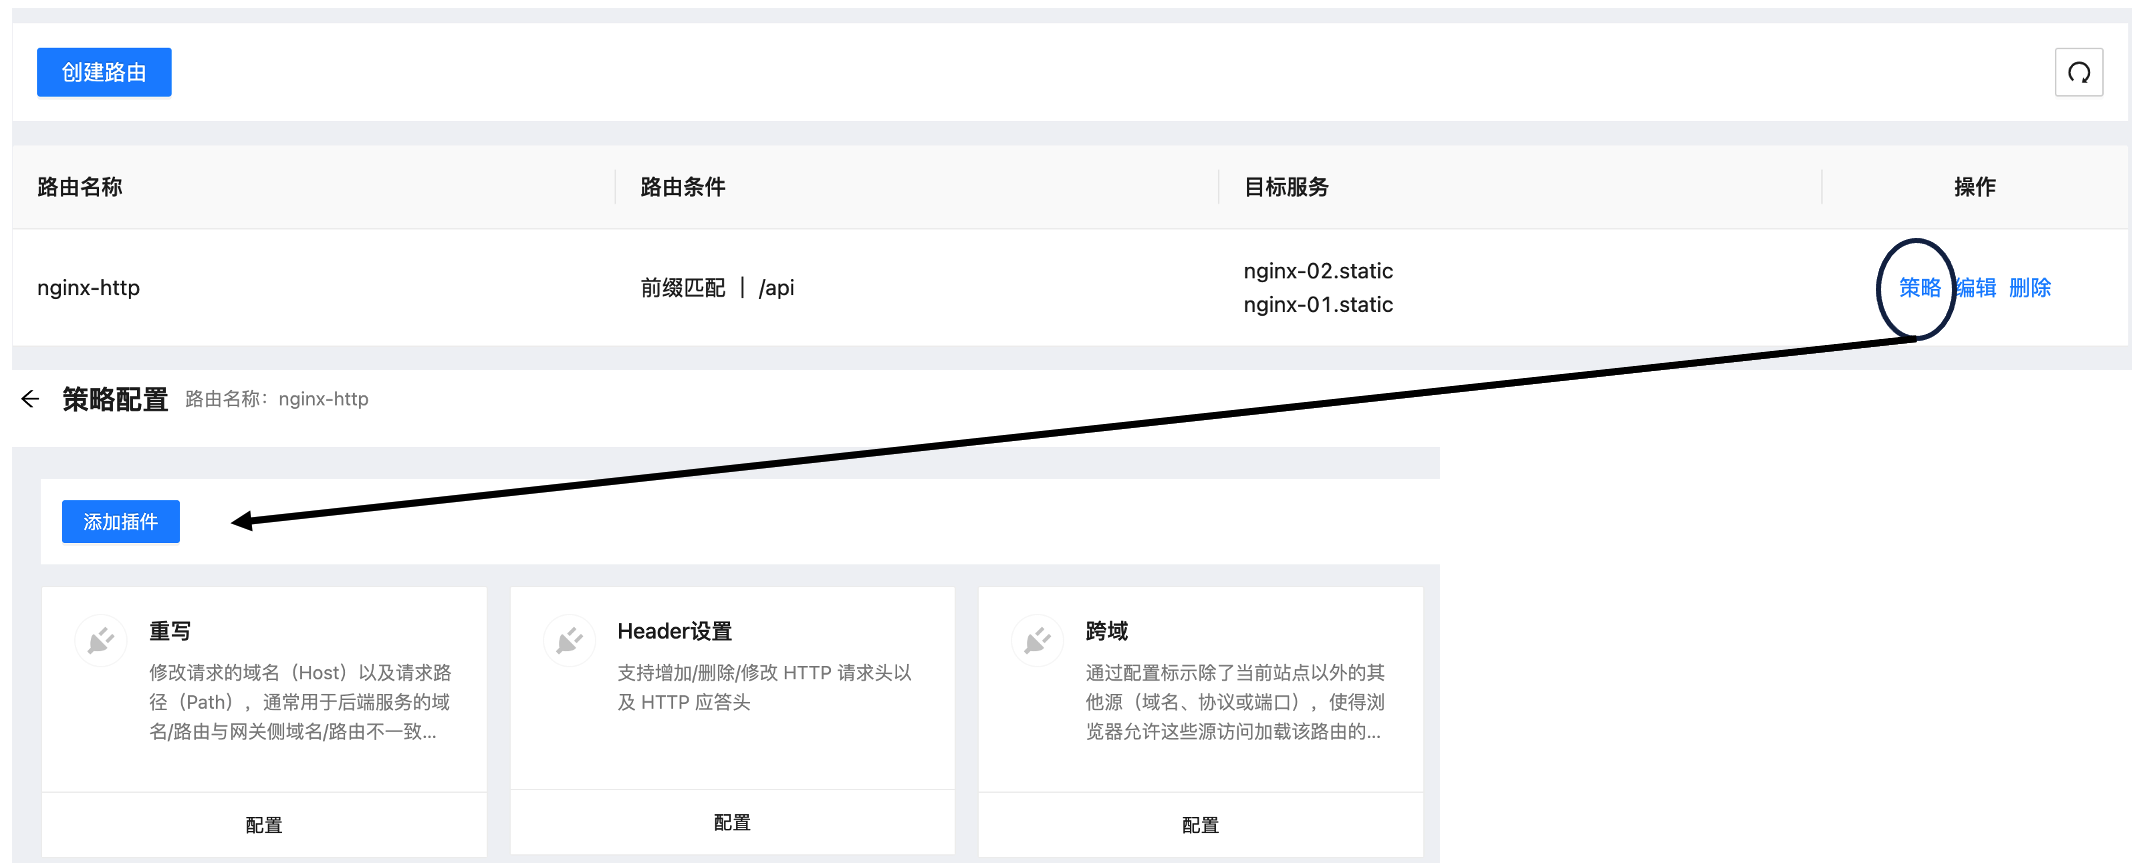 创建路由
路由名称 路由条件 目标服务 操作
nginx-http 前缀匹配 | /api nginx-02.static
nginx-01.static
策略 编辑 删除
策略配置 路由名称：nginx-http
添加插件
重写
修改请求的域名（Host）以及请求路
径（Path），通常用于后端服务的域
名/路由与网关侧域名/路由不一致...
配置
Header设置
支持增加/删除/修改 HTTP 请求头以
及 HTTP 应答头
配置
跨域
通过配置标示除了当前站点以外的其
他源（域名、协议或端口），使得浏
览器允许这些源访问加载该路由的...
配置